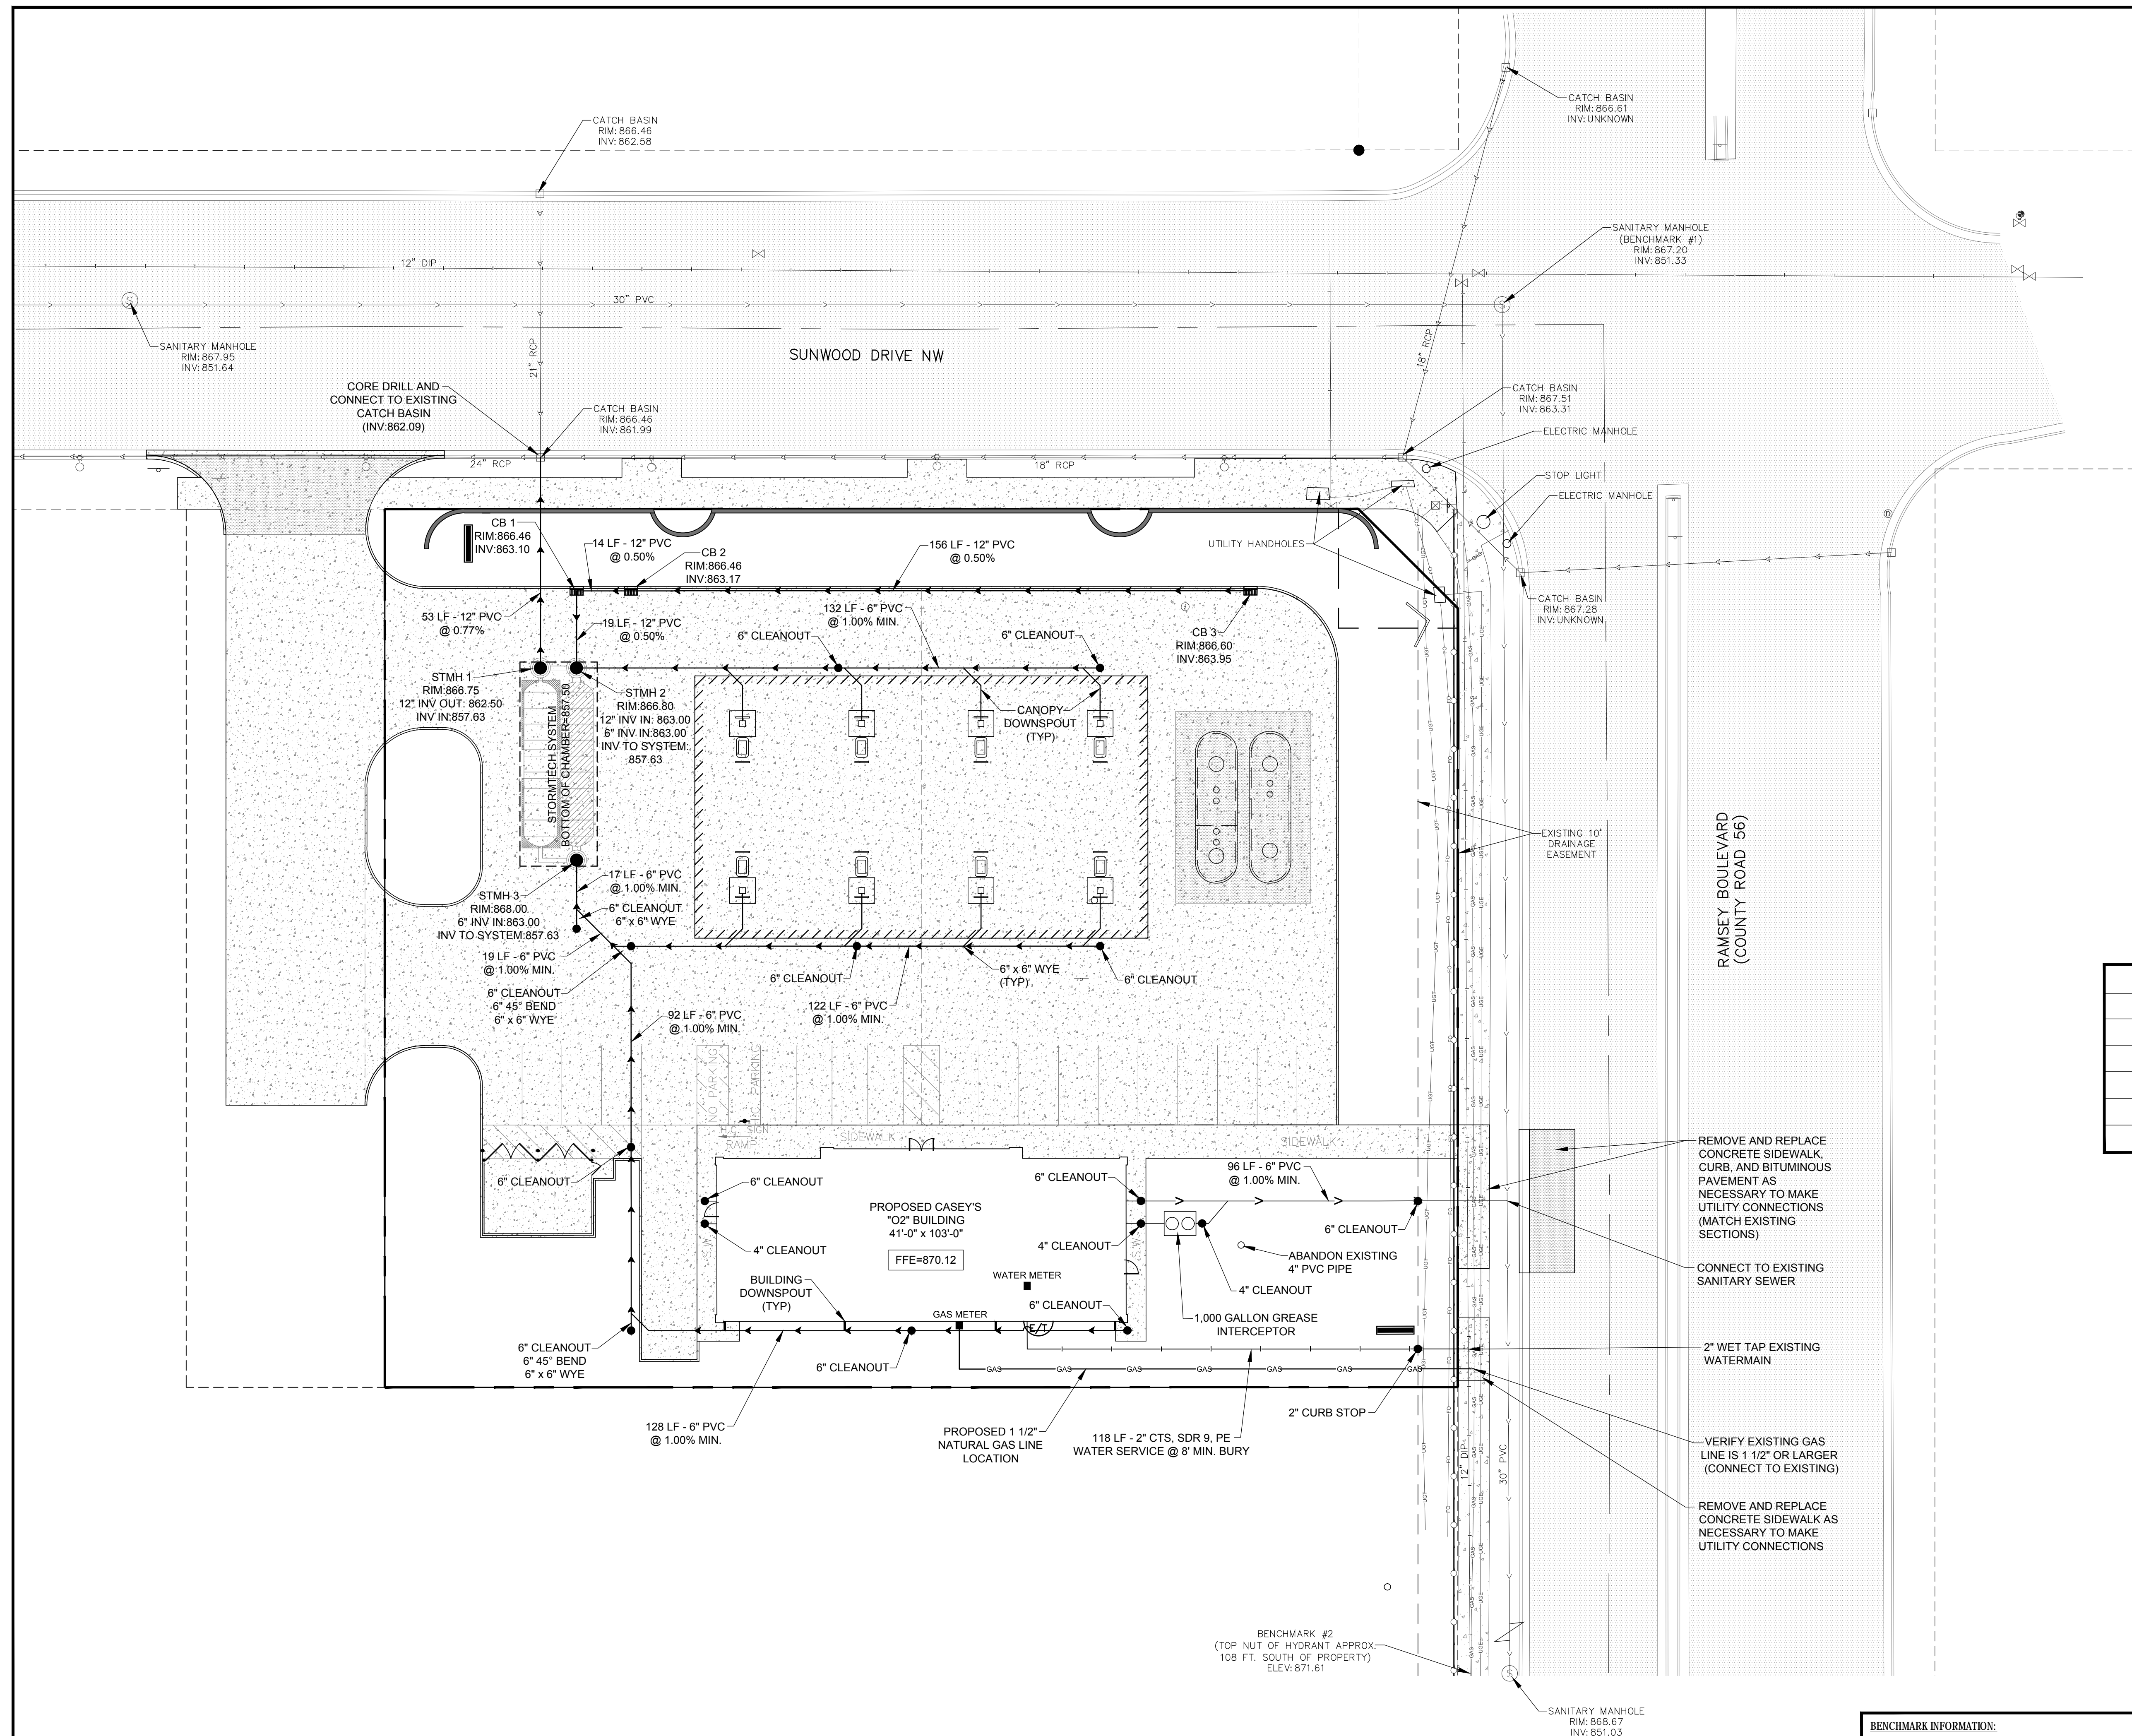 CATCH BASIN
RIM: 866.61
INV: UNKNOWN
CATCH BASIN
RIM: 866.46
INV: 862.58
SANITARY MANHOLE
(BENCHMARK #1)
RIM: 867.20
INV: 851.33
12" DIP
30" PVC
SANITARY MANHOLE
RIM: 867.95
INV: 851.64
21" RCP
18" RCP
SUNWOOD DRIVE NW
CORE DRILL AND
CONNECT TO EXISTING
CATCH BASIN
(INV:862.09)
CATCH BASIN
RIM: 866.46
INV: 861.99
CATCH BASIN
RIM: 867.51
INV: 863.31
ELECTRIC MANHOLE
24" RCP
18" RCP
STOP LIGHT
ELECTRIC MANHOLE
CB 1
RIM:866.46
INV:863.10
14 LF - 12" PVC
@ 0.50%
CB 2
RIM:866.46
INV:863.17
156 LF - 12" PVC
@ 0.50%
UTILITY HANDHOLES
CATCH BASIN
RIM: 867.28
INV: UNKNOWN
53 LF - 12" PVC
@ 0.77%
19 LF - 12" PVC
@ 0.50%
132 LF - 6" PVC
@ 1.00% MIN.
6" CLEANOUT
6" CLEANOUT
CB 3
RIM:866.60
INV:863.95
STMH 1
RIM:866.75
12" INV OUT: 862.50
INV IN:857.63
STORMTECH SYSTEM
BOTTOM OF CHAMBER=857.50
STMH 2
RIM:866.80
12" INV IN: 863.00
6" INV IN:863.00
INV TO SYSTEM:
857.63
CANOPY
DOWNSPOUT
(TYP)
EXISTING 10'
DRAINAGE
EASEMENT
RAMSEY BOULEVARD
(COUNTY ROAD 56)
STMH 3
RIM:868.00
6" INV IN:863.00
INV TO SYSTEM:857.63
17 LF - 6" PVC
@ 1.00% MIN.
6" CLEANOUT
6" x 6" WYE
19 LF - 6" PVC
@ 1.00% MIN.
6" CLEANOUT
6" 45° BEND
6" x 6" WYE
6" CLEANOUT
6" x 6" WYE
(TYP)
6" CLEANOUT
92 LF - 6" PVC
@ 1.00% MIN.
122 LF - 6" PVC
@ 1.00% MIN.
NO PARKING
H.C. SIGN
RAMP
SIDEWALK
SIDEWALK
6" CLEANOUT
6" CLEANOUT
4" CLEANOUT
PROPOSED CASEY'S
"O2" BUILDING
41'-0" x 103'-0"
FFE=870.12
6" CLEANOUT
4" CLEANOUT
96 LF - 6" PVC
@ 1.00% MIN.
6" CLEANOUT
ABANDON EXISTING
4" PVC PIPE
4" CLEANOUT
1,000 GALLON GREASE
INTERCEPTOR
BUILDING
DOWNSPOUT
(TYP)
WATER METER
GAS METER
6" CLEANOUT
E/T
REMOVE AND REPLACE
CONCRETE SIDEWALK,
CURB, AND BITUMINOUS
PAVEMENT AS
NECESSARY TO MAKE
UTILITY CONNECTIONS
(MATCH EXISTING
SECTIONS)
CONNECT TO EXISTING
SANITARY SEWER
2" WET TAP EXISTING
WATERMAIN
6" CLEANOUT
6" 45° BEND
6" x 6" WYE
6" CLEANOUT
GAS GAS GAS GAS GAS GAS GAS
2" CURB STOP
128 LF - 6" PVC
@ 1.00% MIN.
PROPOSED 1 1/2"
NATURAL GAS LINE
LOCATION
118 LF - 2" CTS, SDR 9, PE
WATER SERVICE @ 8' MIN. BURY
12" DIP
30" PVC
VERIFY EXISTING GAS
LINE IS 1 1/2" OR LARGER
(CONNECT TO EXISTING)
REMOVE AND REPLACE
CONCRETE SIDEWALK AS
NECESSARY TO MAKE
UTILITY CONNECTIONS
BENCHMARK #2
(TOP NUT OF HYDRANT APPROX.
108 FT. SOUTH OF PROPERTY)
ELEV: 871.61
SANITARY MANHOLE
RIM: 868.67
INV: 851.03
BENCHMARK INFORMATION: